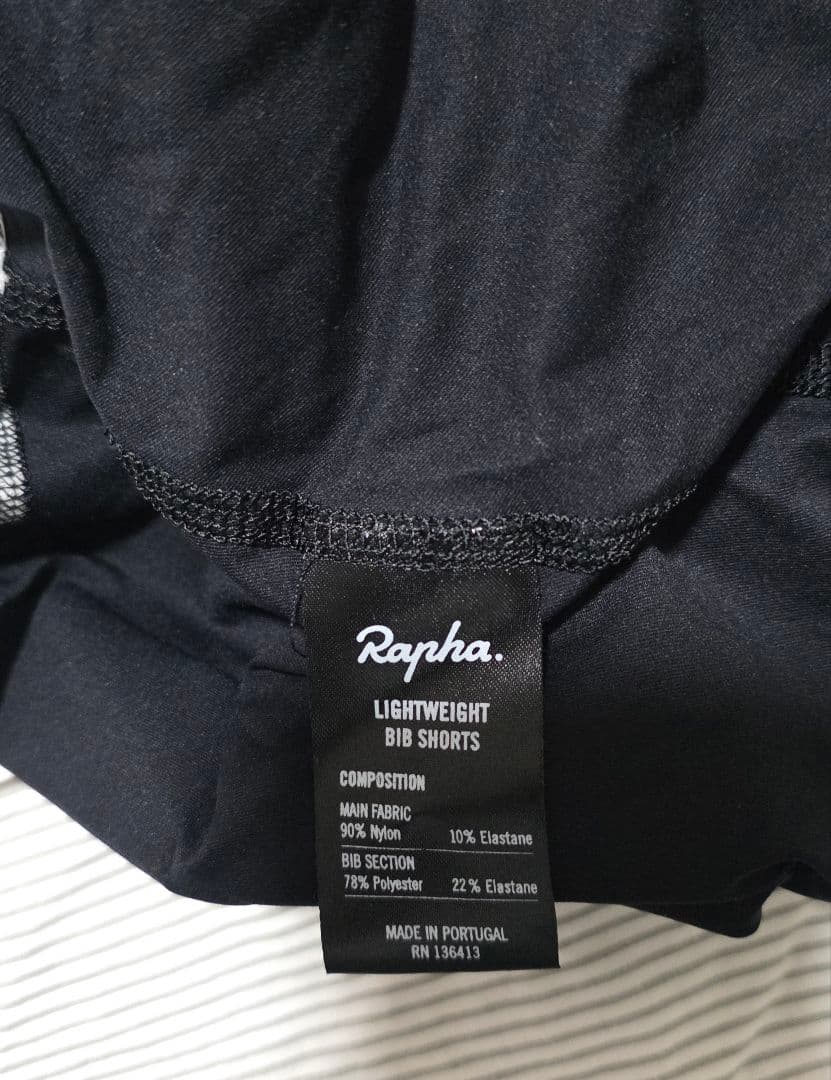 Rapha.
LIGHTWEIGHT
BIB SHORTS
COMPOSITION
MAIN FABRIC
90% Nylon 10% Elastane
BIB SECTION
78% Polyester 22% Elastane
MADE IN PORTUGAL
RN 136413